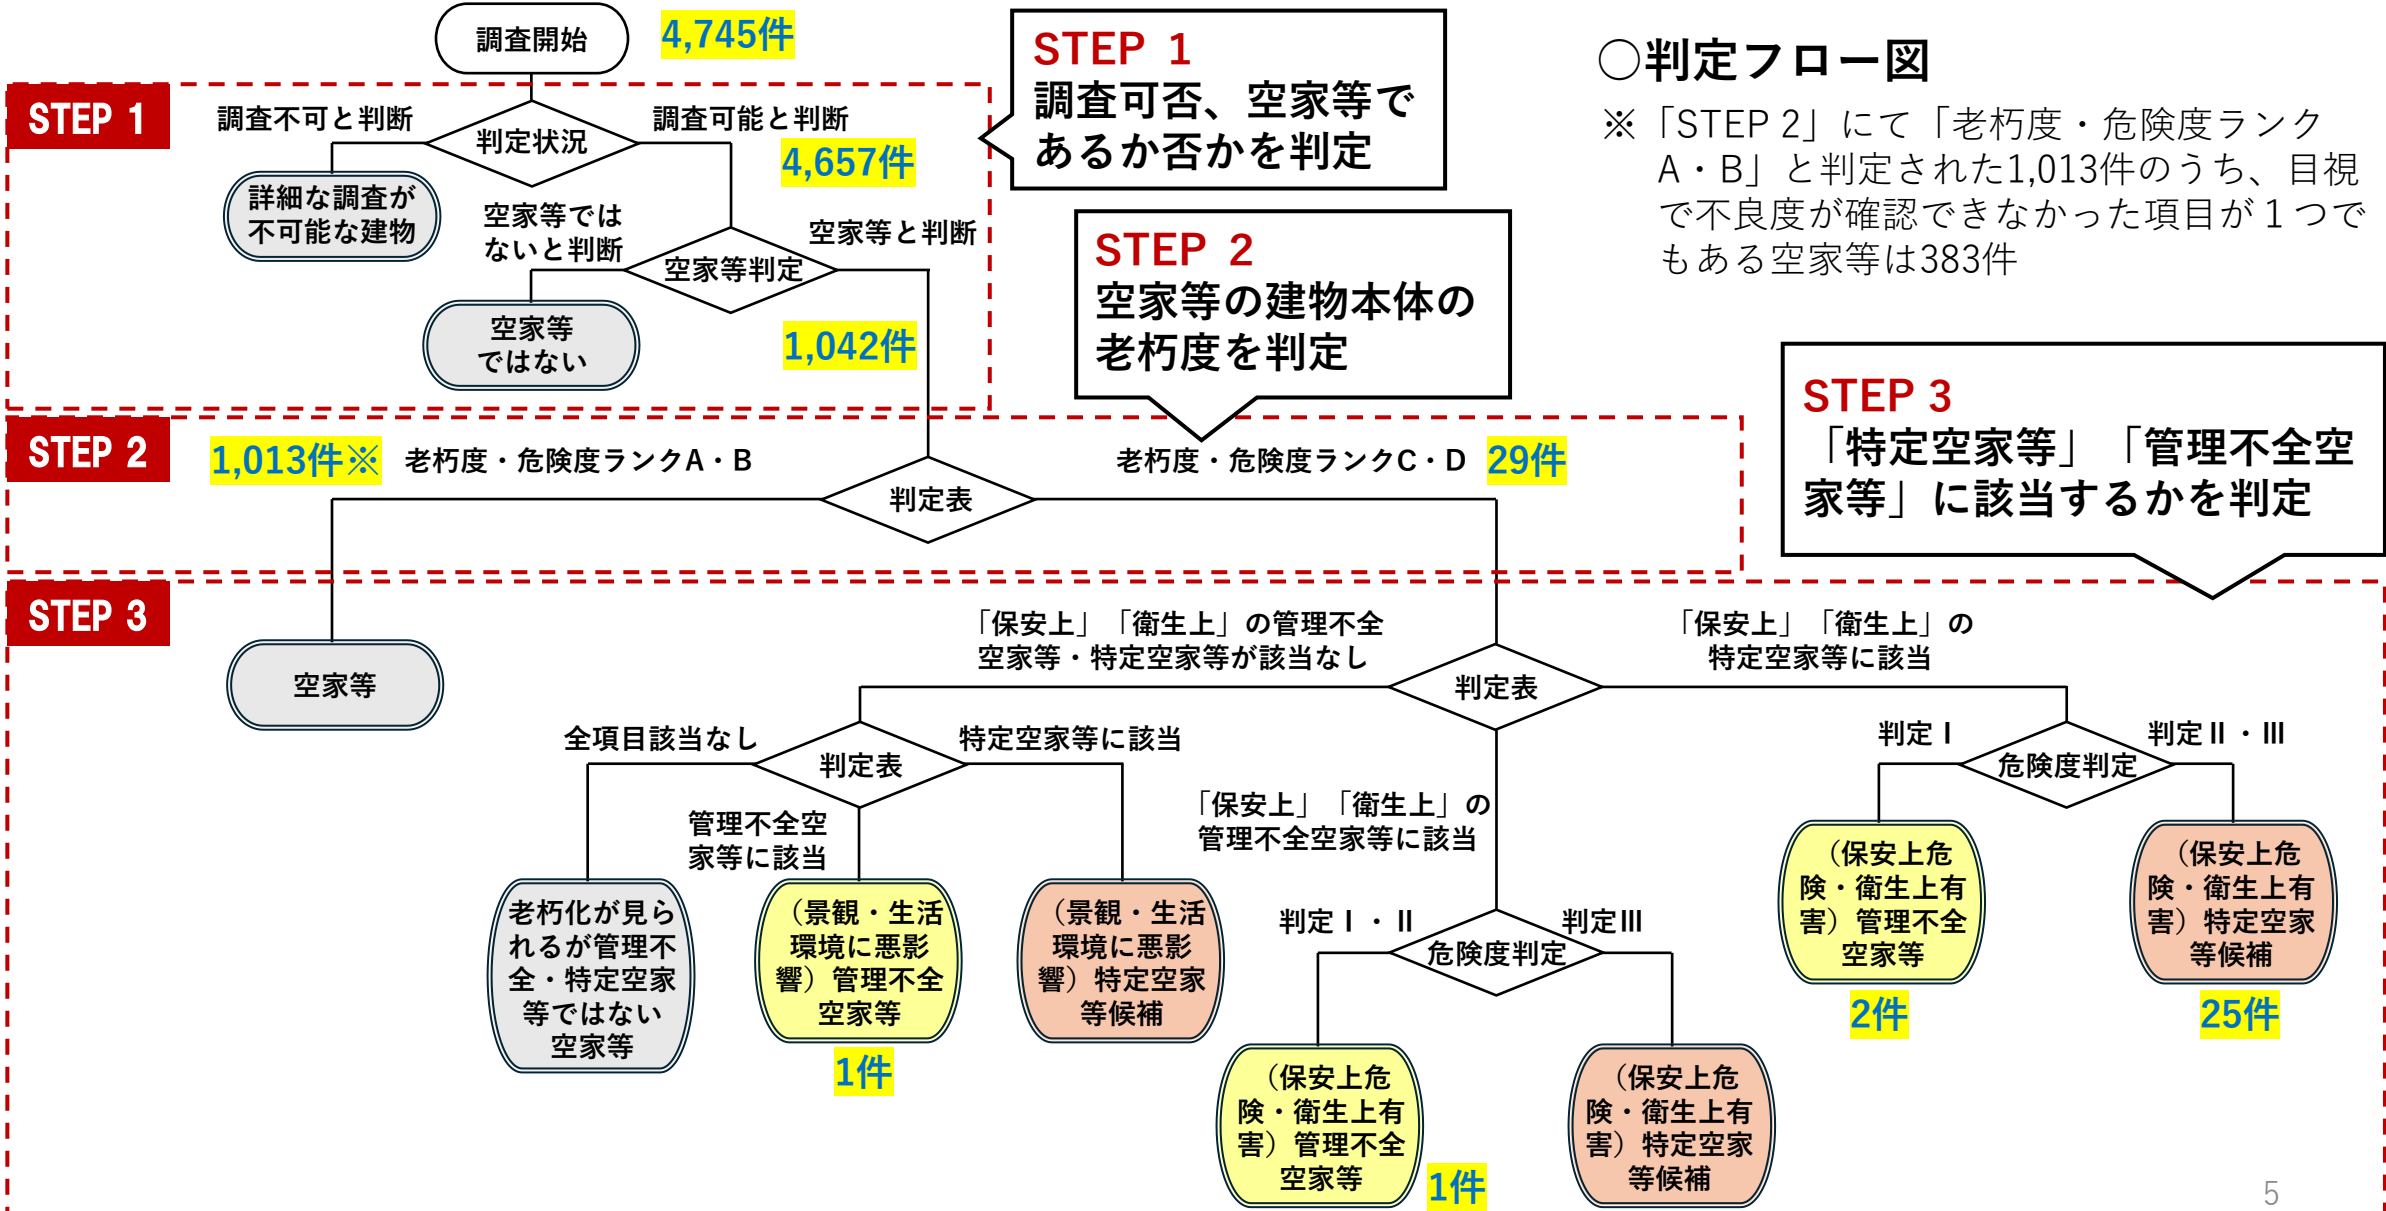 調査開始
4,745件
STEP 1
調査可否、空家等で
あるか否かを判定
○判定フロー図
※「STEP 2」にて「老朽度・危険度ランク
A・B」と判定された1,013件のうち、目視
で不良度が確認できなかった項目が１つで
もある空家等は383件
STEP 1
調査不可と判断
判定状況
調査可能と判断
4,657件
詳細な調査が
不可能な建物
空家等では
ないと判断
空家等判定
空家等と判断
空家等
ではない
1,042件
STEP 2
空家等の建物本体の
老朽度を判定
STEP 3
「特定空家等」「管理不全空
家等」に該当するかを判定
STEP 2
1,013件※
老朽度・危険度ランクA・B
判定表
老朽度・危険度ランクC・D
29件
STEP 3
空家等
「保安上」「衛生上」の管理不全
空家等・特定空家等が該当なし
判定表
「保安上」「衛生上」の
特定空家等に該当
全項目該当なし
判定表
特定空家等に該当
管理不全空
家等に該当
「保安上」「衛生上」の
管理不全空家等に該当
判定Ⅰ
危険度判定
判定Ⅱ・Ⅲ
老朽化が見ら
れるが管理不
全・特定空家
等ではない
空家等
（景観・生活
環境に悪影
響）管理不全
空家等
1件
（景観・生活
環境に悪影
響）特定空家
等候補
判定Ⅰ・Ⅱ
危険度判定
判定Ⅲ
（保安上危
険・衛生上有
害）管理不全
空家等
2件
（保安上危
険・衛生上有
害）特定空家
等候補
25件
（保安上危
険・衛生上有
害）管理不全
空家等
1件
（保安上危
険・衛生上有
害）特定空家
等候補
5